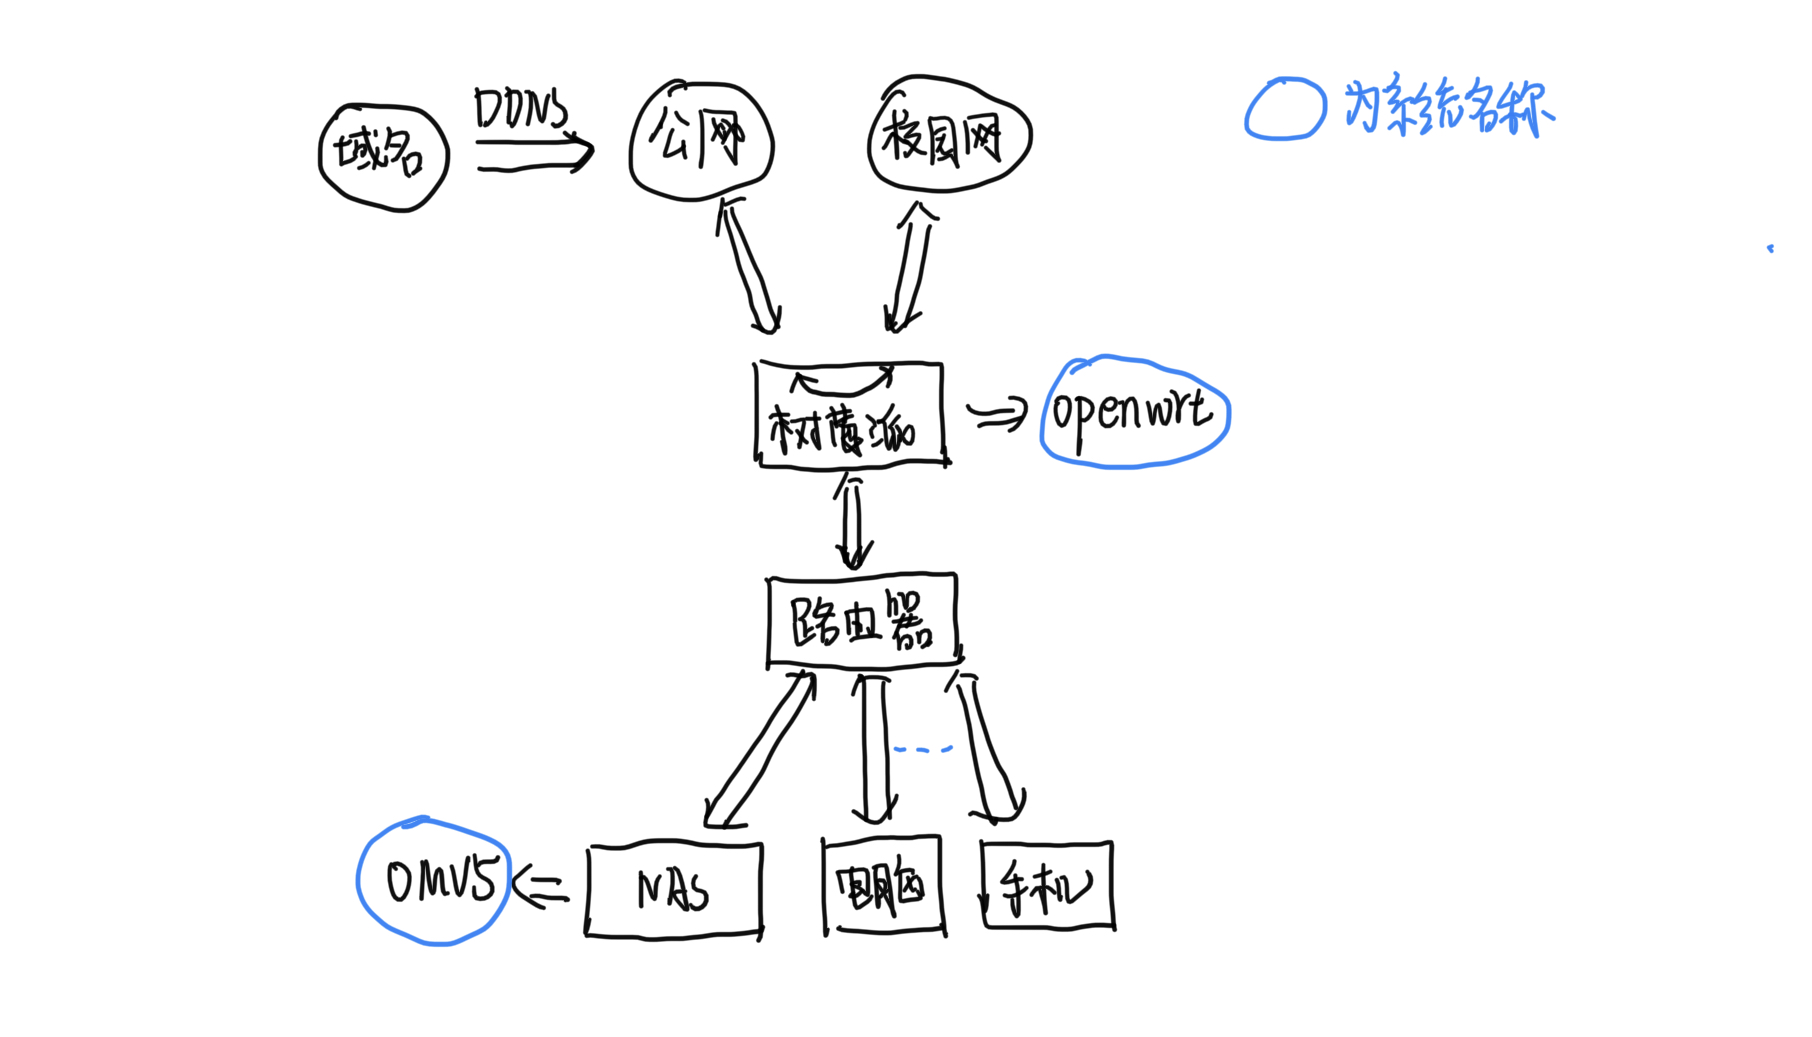 DDNS
域名
公网
校园网
为系统名称
树莓派
openwrt
路由器
OMV5
NAS
电脑
手机